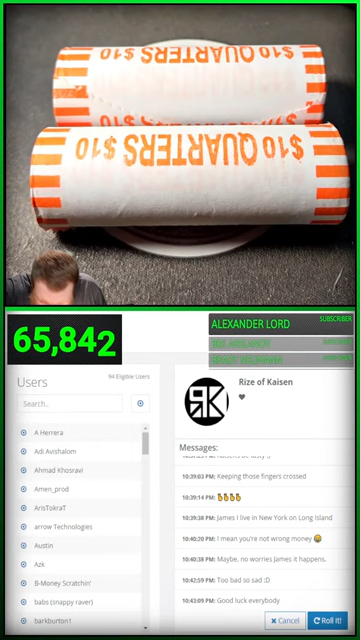 $10 QUARTERS $10
$10 QUARTERS $10
65,842
ALEXANDER LORD
SUBSCRIBER
Users
94 Eligible Users
Search..
A Herrera
Adi Avishalom
Ahmad Khosravi
Amen_prod
ArisTokraT
arrow Technologies
Austin
Azk
B-Money Scratchin'
babs (snappy raver)
barkburton1
RK
Rize of Kaisen
Messages:
10:39:03 PM: Keeping those fingers crossed
10:39:14 PM:
10:39:38 PM: James I live in New York on Long Island
10:40:20 PM: I mean you're not wrong money
10:40:38 PM: Maybe, no worries James it happens.
10:42:59 PM: Too bad so sad :D
10:43:09 PM: Good luck everybody
Cancel
Roll it!